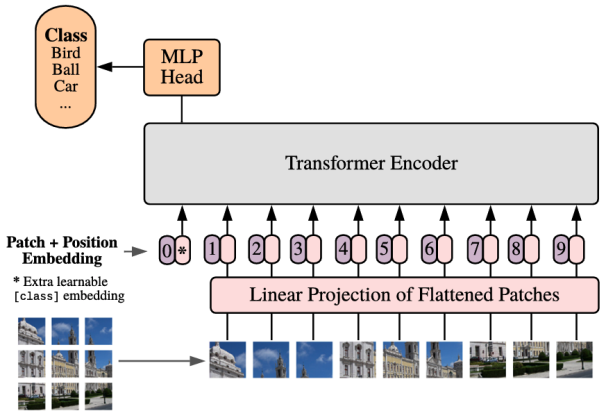 Class
Bird
Ball
Car
...
MLP
Head
Transformer Encoder
Patch + Position
Embedding
0 * 1 2 3 4 5 6 7 8 9
* Extra learnable
[class] embedding
Linear Projection of Flattened Patches